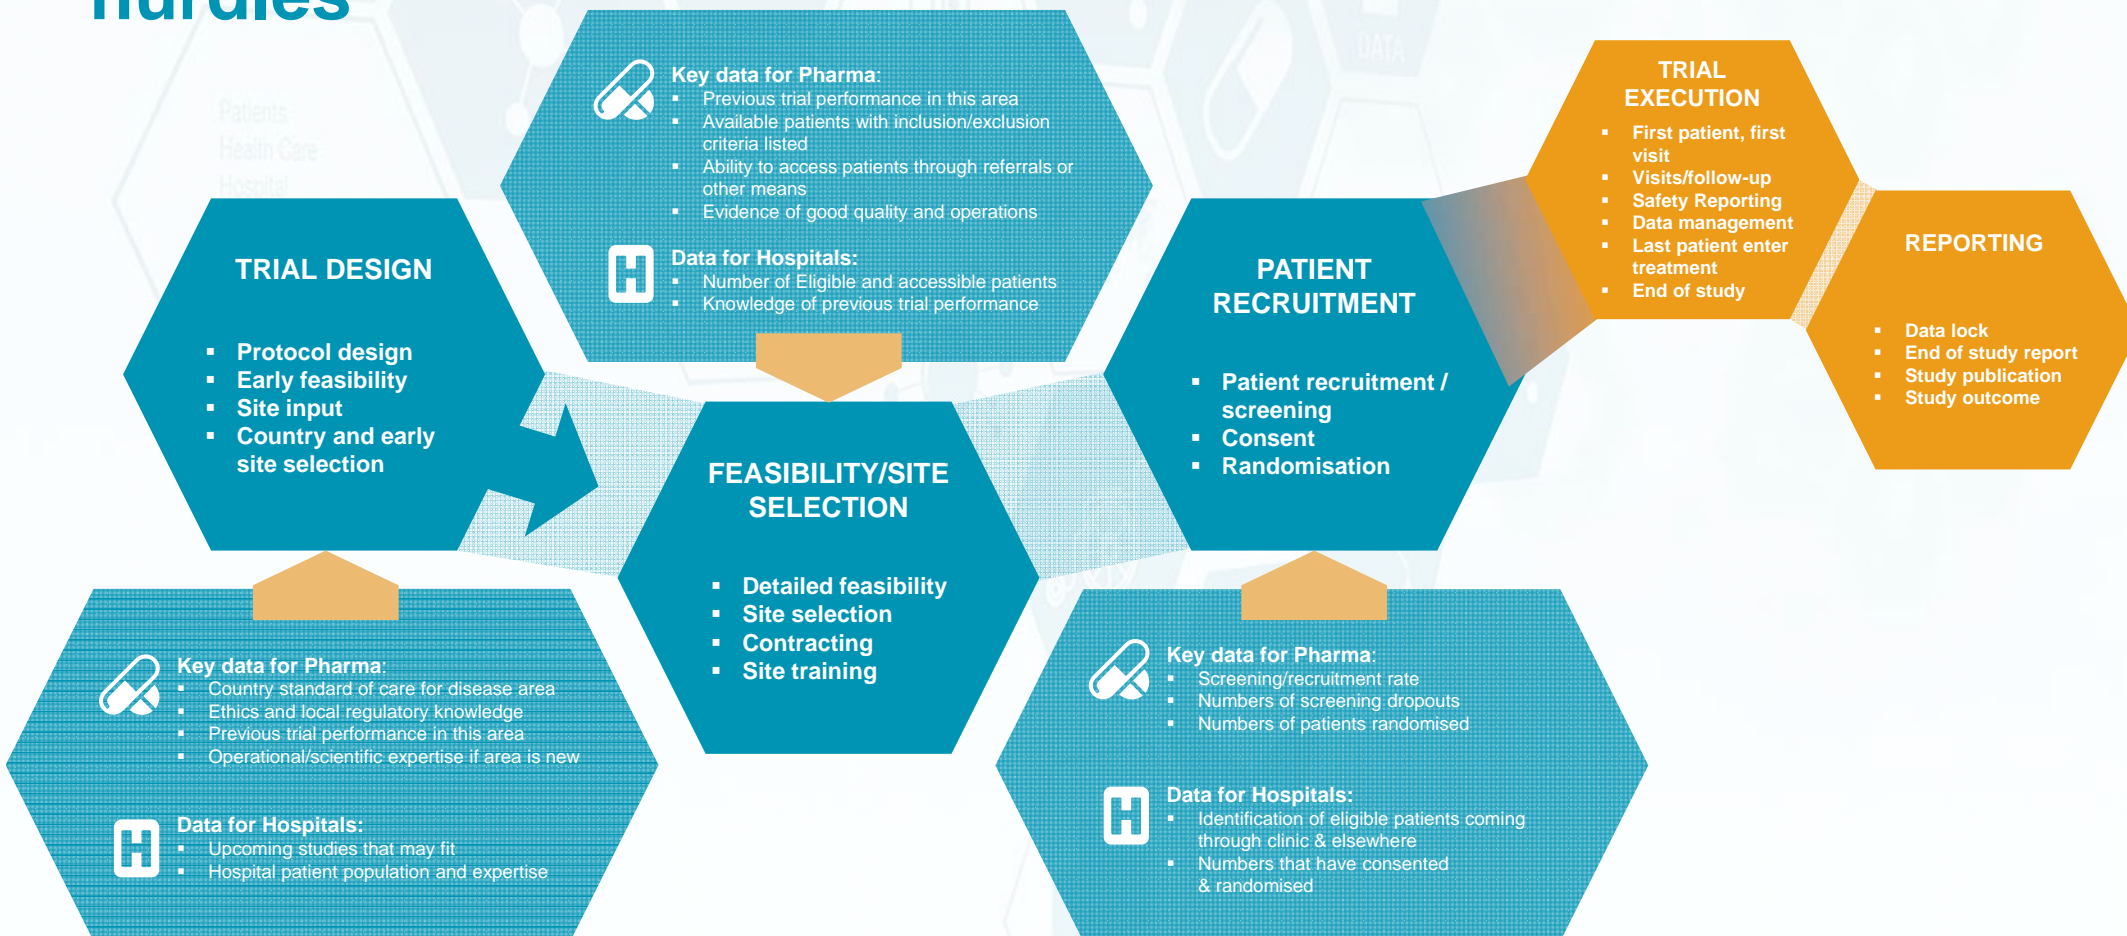 hurdles
DATA
Patients
Health Care
Hospital
Key data for Pharma:
▪ Previous trial performance in this area
▪ Available patients with inclusion/exclusion
criteria listed
▪ Ability to access patients through referrals or
other means
▪ Evidence of good quality and operations
Data for Hospitals:
▪ Number of Eligible and accessible patients
▪ Knowledge of previous trial performance
TRIAL DESIGN
▪ Protocol design
▪ Early feasibility
▪ Site input
▪ Country and early
site selection
Key data for Pharma:
▪ Country standard of care for disease area
▪ Ethics and local regulatory knowledge
▪ Previous trial performance in this area
▪ Operational/scientific expertise if area is new
Data for Hospitals:
▪ Upcoming studies that may fit
▪ Hospital patient population and expertise
FEASIBILITY/SITE
SELECTION
▪ Detailed feasibility
▪ Site selection
▪ Contracting
▪ Site training
PATIENT
RECRUITMENT
▪ Patient recruitment /
screening
▪ Consent
▪ Randomisation
Key data for Pharma:
▪ Screening/recruitment rate
▪ Numbers of screening dropouts
▪ Numbers of patients randomised
Data for Hospitals:
▪ Identification of eligible patients coming
through clinic & elsewhere
▪ Numbers that have consented
& randomised
TRIAL
EXECUTION
▪ First patient, first
visit
▪ Visits/follow-up
▪ Safety Reporting
▪ Data management
▪ Last patient enter
treatment
▪ End of study
REPORTING
▪ Data lock
▪ End of study report
▪ Study publication
▪ Study outcome